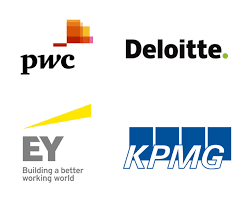 pwc
Deloitte.
EY
Building a better
working world
KPMG